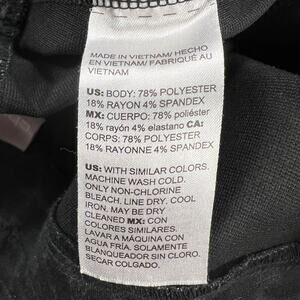 MADE IN VIETNAM/ HECHO
EN VIETNAM/ FABRIQUÉ AU
VIETNAM
US: BODY: 78% POLYESTER
18% RAYON 4% SPANDEX
MX: CUERPO: 78% poliéster
18% rayón 4% elastano CA:
CORPS: 78% POLYESTER
18% RAYONNE 4% SPANDEX
US: WITH SIMILAR COLORS.
MACHINE WASH COLD.
ONLY NON-CHLORINE
BLEACH. LINE DRY. COOL
IRON. MAY BE DRY
CLEANED MX: CON
COLORES SIMILARES.
LAVAR A MÁQUINA CON
AGUA FRÍA. SOLAMENTE
BLANQUEADOR SIN CLORO.
SECAR COLGADO.